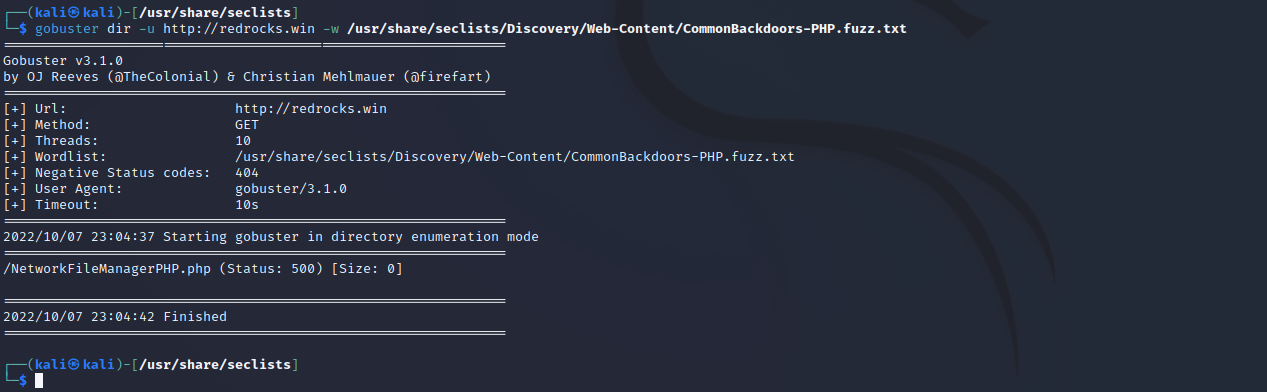 ┌──(kali㉿kali)-[/usr/share/seclists]
└─$ gobuster dir -u http://redrocks.win -w /usr/share/seclists/Discovery/Web-Content/CommonBackdoors-PHP.fuzz.txt
===============================================================
Gobuster v3.1.0
by OJ Reeves (@TheColonial) & Christian Mehlmauer (@firefart)
===============================================================
[+] Url:                     http://redrocks.win
[+] Method:                  GET
[+] Threads:                 10
[+] Wordlist:                /usr/share/seclists/Discovery/Web-Content/CommonBackdoors-PHP.fuzz.txt
[+] Negative Status codes:   404
[+] User Agent:              gobuster/3.1.0
[+] Timeout:                 10s
===============================================================
2022/10/07 23:04:37 Starting gobuster in directory enumeration mode
===============================================================
/NetworkFileManagerPHP.php (Status: 500) [Size: 0]
===============================================================
2022/10/07 23:04:42 Finished
===============================================================
┌──(kali㉿kali)-[/usr/share/seclists]
└─$